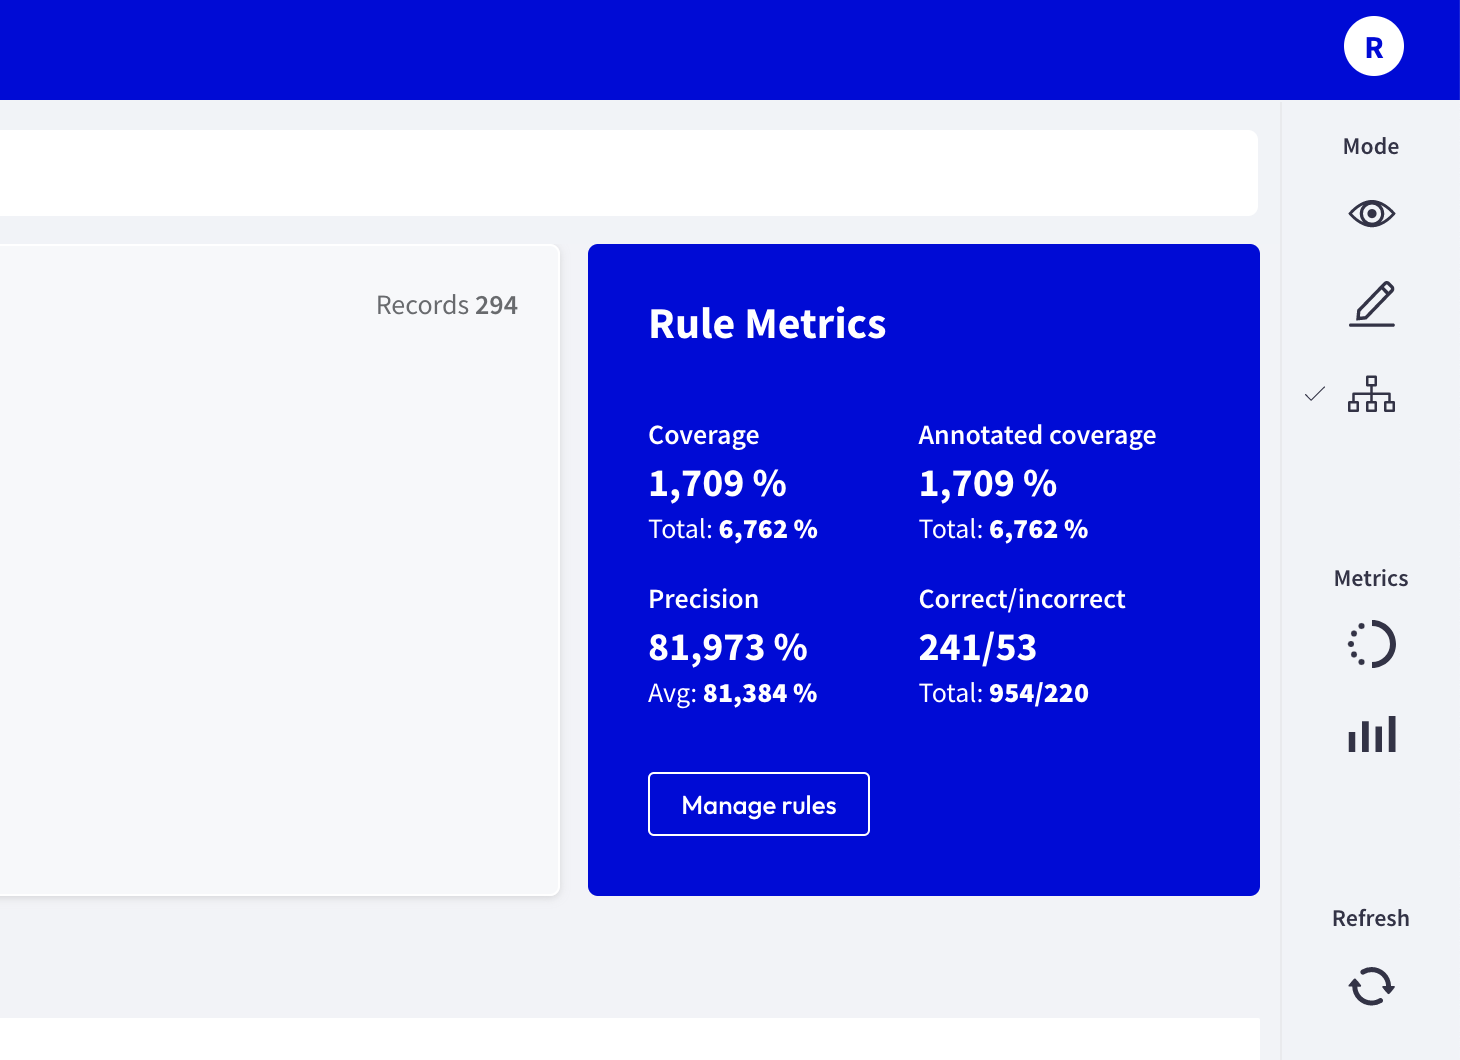 R
Mode
Records 294
Rule Metrics
Coverage
1,709 %
Total: 6,762 %
Annotated coverage
1,709 %
Total: 6,762 %
Precision
81,973 %
Avg: 81,384 %
Correct/incorrect
241/53
Total: 954/220
Manage rules
Metrics
Refresh